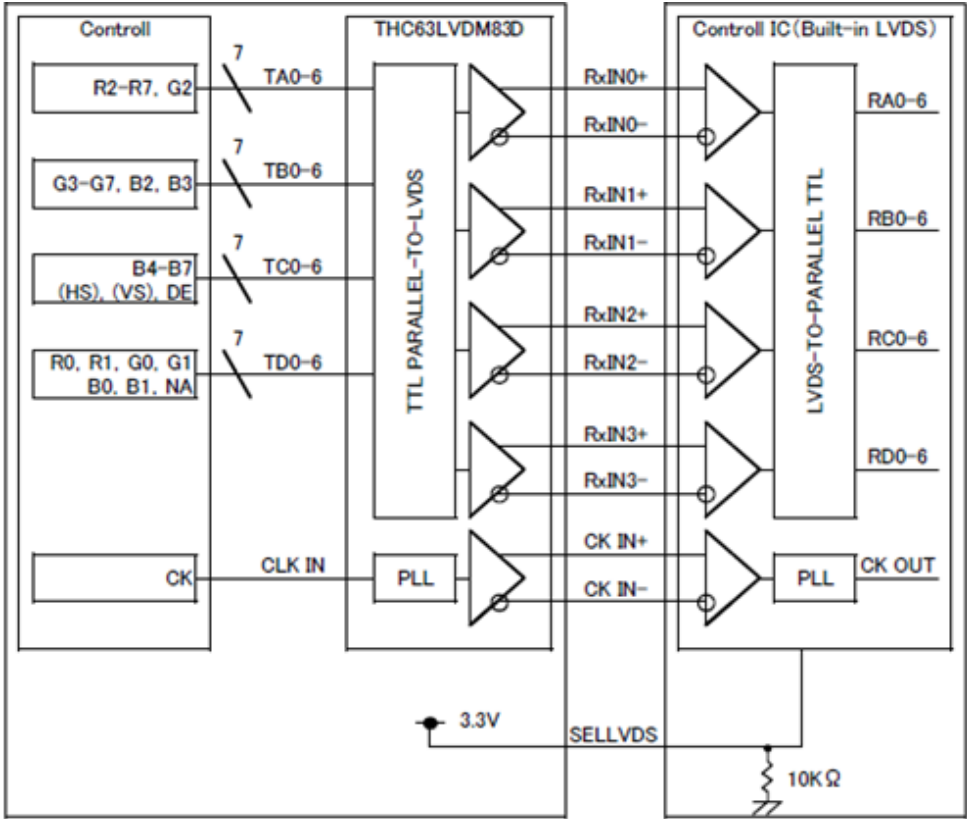 Controll
THC63LVDM83D
Controll IC(Built-in LVDS)
R2-R7, G2
7
TA0-6
RxIN0+
RxIN0-
RA0-6
G3-G7, B2, B3
7
TB0-6
RxIN1+
RxIN1-
RB0-6
B4-B7
(HS), (VS), DE
7
TC0-6
RxIN2+
RxIN2-
RC0-6
R0, R1, G0, G1
B0, B1, NA
7
TD0-6
RxIN3+
RxIN3-
RD0-6
TTL PARALLEL-TO-LVDS
LVDS-TO-PARALLEL TTL
CK
CLK IN
PLL
CK IN+
CK IN-
PLL
CK OUT
3.3V
SELLVDS
10KΩ